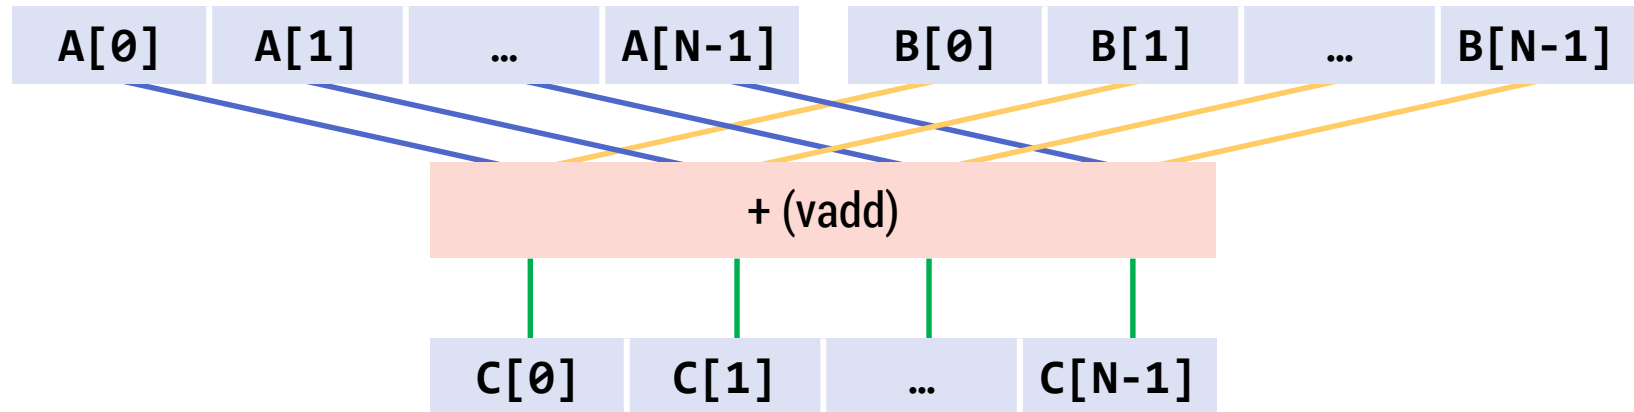 A[0] A[1] … A[N-1] B[0] B[1] … B[N-1]
+ (vadd)
C[0] C[1] … C[N-1]